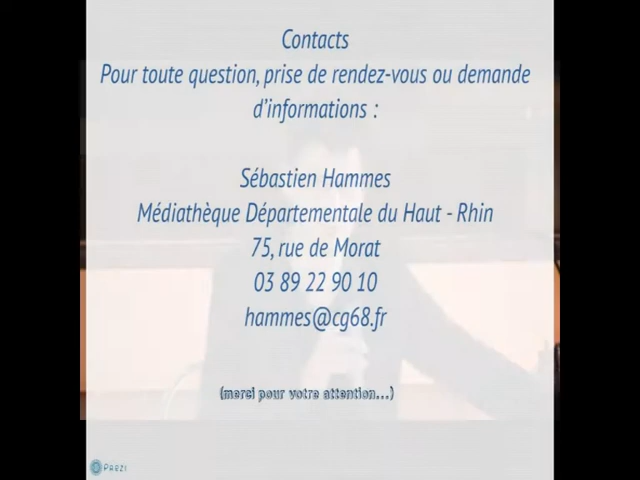 Contacts
Pour toute question, prise de rendez-vous ou demande
d'informations :
Sébastien Hammes
Médiathèque Départementale du Haut - Rhin
75, rue de Morat
03 89 22 90 10
hammes@cg68.fr
(merci pour votre attention...)
Prezi